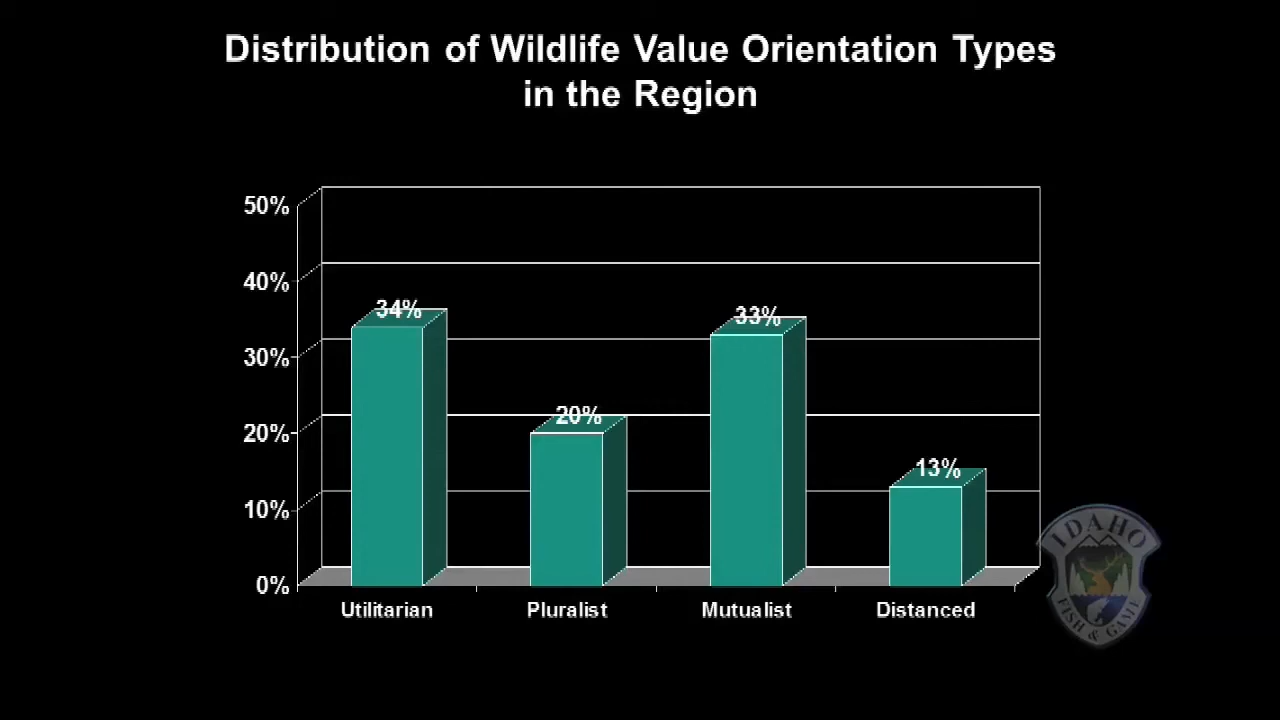 Distribution of Wildlife Value Orientation Types
in the Region
50%
40%
30%
20%
10%
0%
34%
20%
33%
13%
Utilitarian
Pluralist
Mutualist
Distanced
IDAHO
FISH & GAME